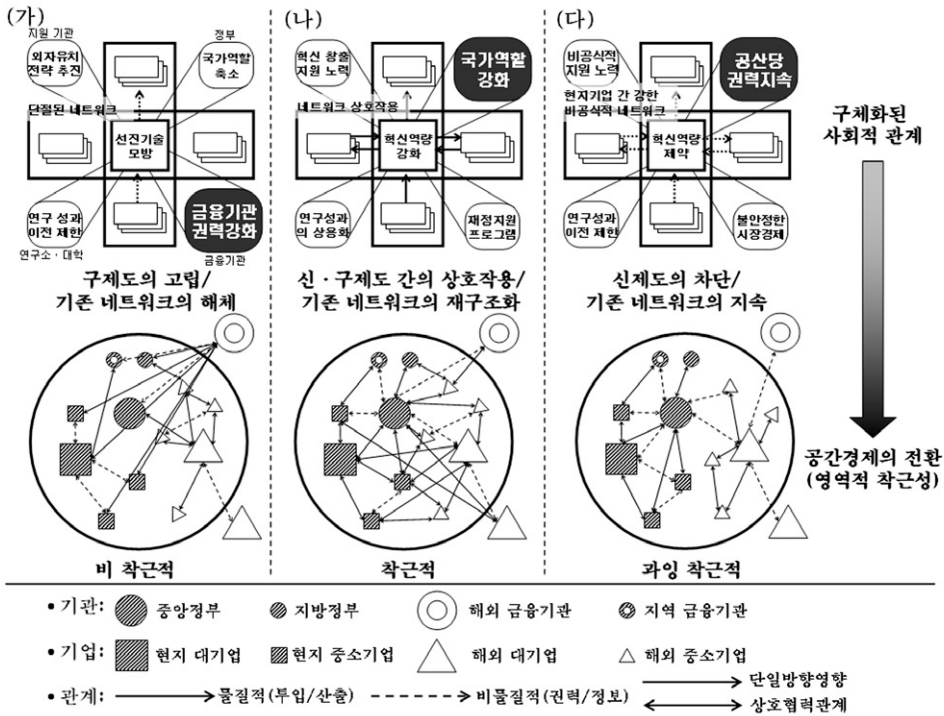 (가)
지원 기관
외자유치
전략 추진
정부
국가역할
축소
단절된 네트워크
선진기술
모방
연구 성과
이전 제한
연구소·대학
금융기관
권력강화
금융기관
구제도의 고립/
기존 네트워크의 해체
비 착근적
(나)
혁신 창출
지원 노력
국가역할
강화
네트워크 상호작용
혁신역량
강화
연구성과
의 상용화
재정지원
프로그램
신·구제도 간의 상호작용/
기존 네트워크의 재구조화
착근적
(다)
비공식적
지원 노력
공산당
권력지속
현지기업 간 강한
비공식적 네트워크
혁신역량
제약
연구성과
이전 제한
불안정한
시장경제
신제도의 차단/
기존 네트워크의 지속
과잉 착근적
구체화된
사회적 관계
공간경제의 전환
(영역적 착근성)
• 기관: 중앙정부 지방정부 해외 금융기관 지역 금융기관
• 기업: 현지 대기업 현지 중소기업 해외 대기업 해외 중소기업
• 관계: 물질적(투입/산출) 비물질적(권력/정보) 단일방향영향
상호협력관계